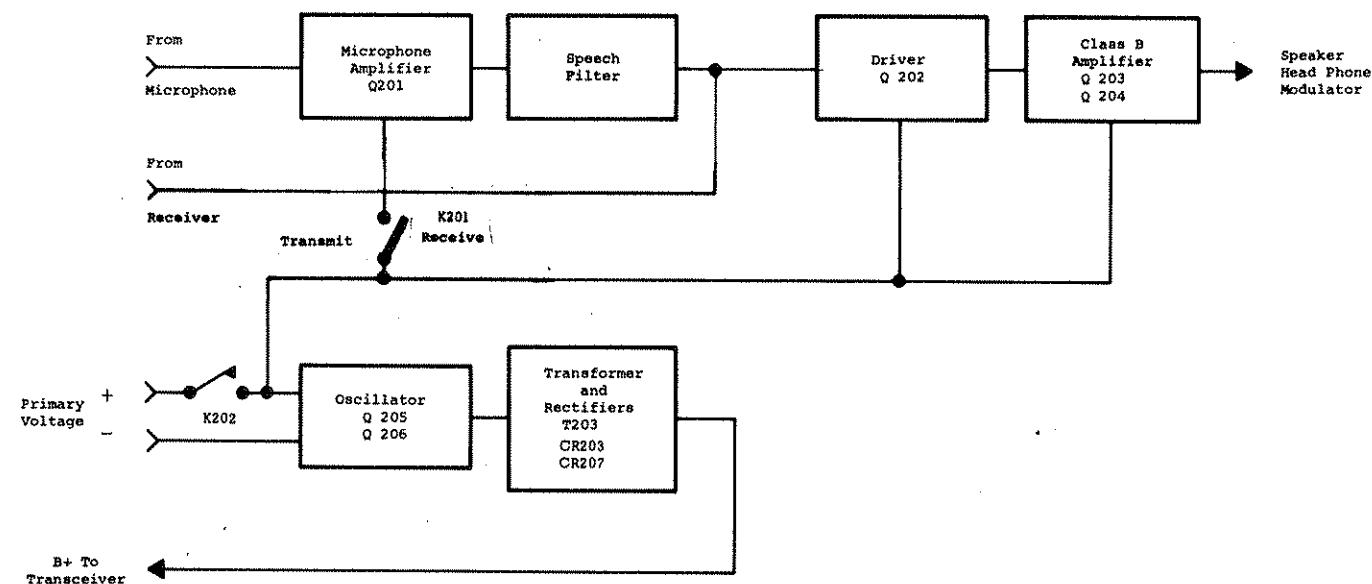 From
Microphone
Microphone
Amplifier
Q201
Speech
Filter
Driver
Q 202
Class B
Amplifier
Q 203
Q 204
Speaker
Head Phone
Modulator
From
Receiver
Transmit
K201
Receive
Primary
Voltage
+
−
K202
Oscillator
Q 205
Q 206
Transformer
and
Rectifiers
T203
CR203
CR207
B+ To
Transceiver